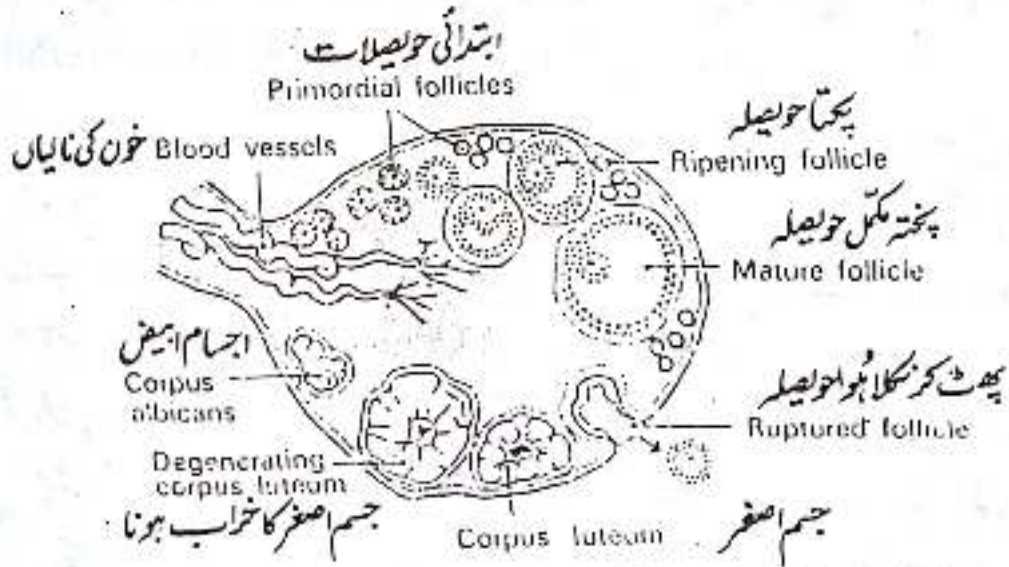 ابتدائی حویصلات
Primordial follicles
خون کی نالیاں Blood vessels
پکتا حویصلہ
Ripening follicle
پختہ مکمّل حویصلہ
Mature follicle
اجسام ابیض
Corpus
albicans
پھٹ کر نکلا ہُوا حویصلہ
Ruptured follicle
Degenerating
corpus luteum
جسم اصفر کا خراب ہونا
Corpus luteum
جسم اصفر